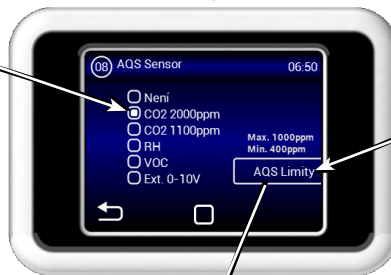 08 AQS Sensor 06:50
Není
CO2 2000ppm
CO2 1100ppm
RH
VOC
Ext. 0-10V
Max. 1000ppm
Min. 400ppm
AQS Limity